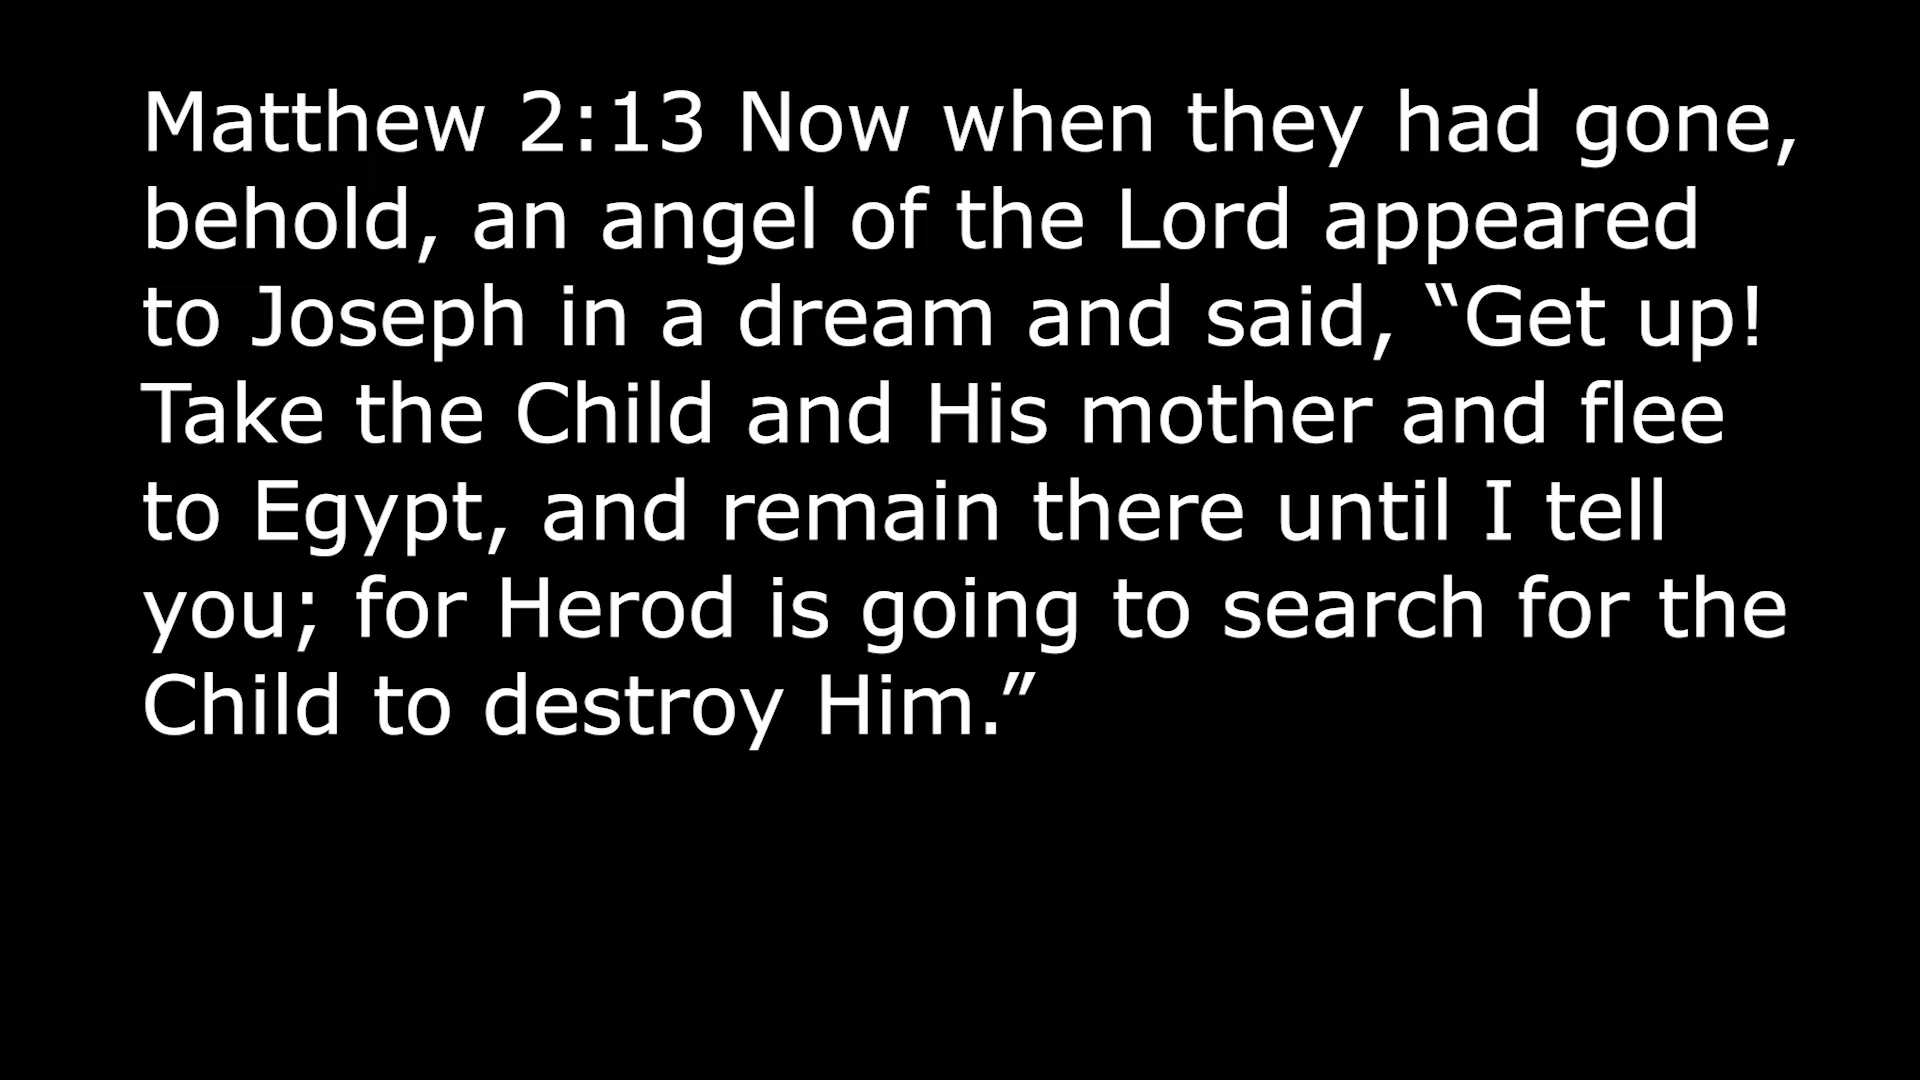 Matthew 2:13 Now when they had gone,
behold, an angel of the Lord appeared
to Joseph in a dream and said, “Get up!
Take the Child and His mother and flee
to Egypt, and remain there until I tell
you; for Herod is going to search for the
Child to destroy Him.”